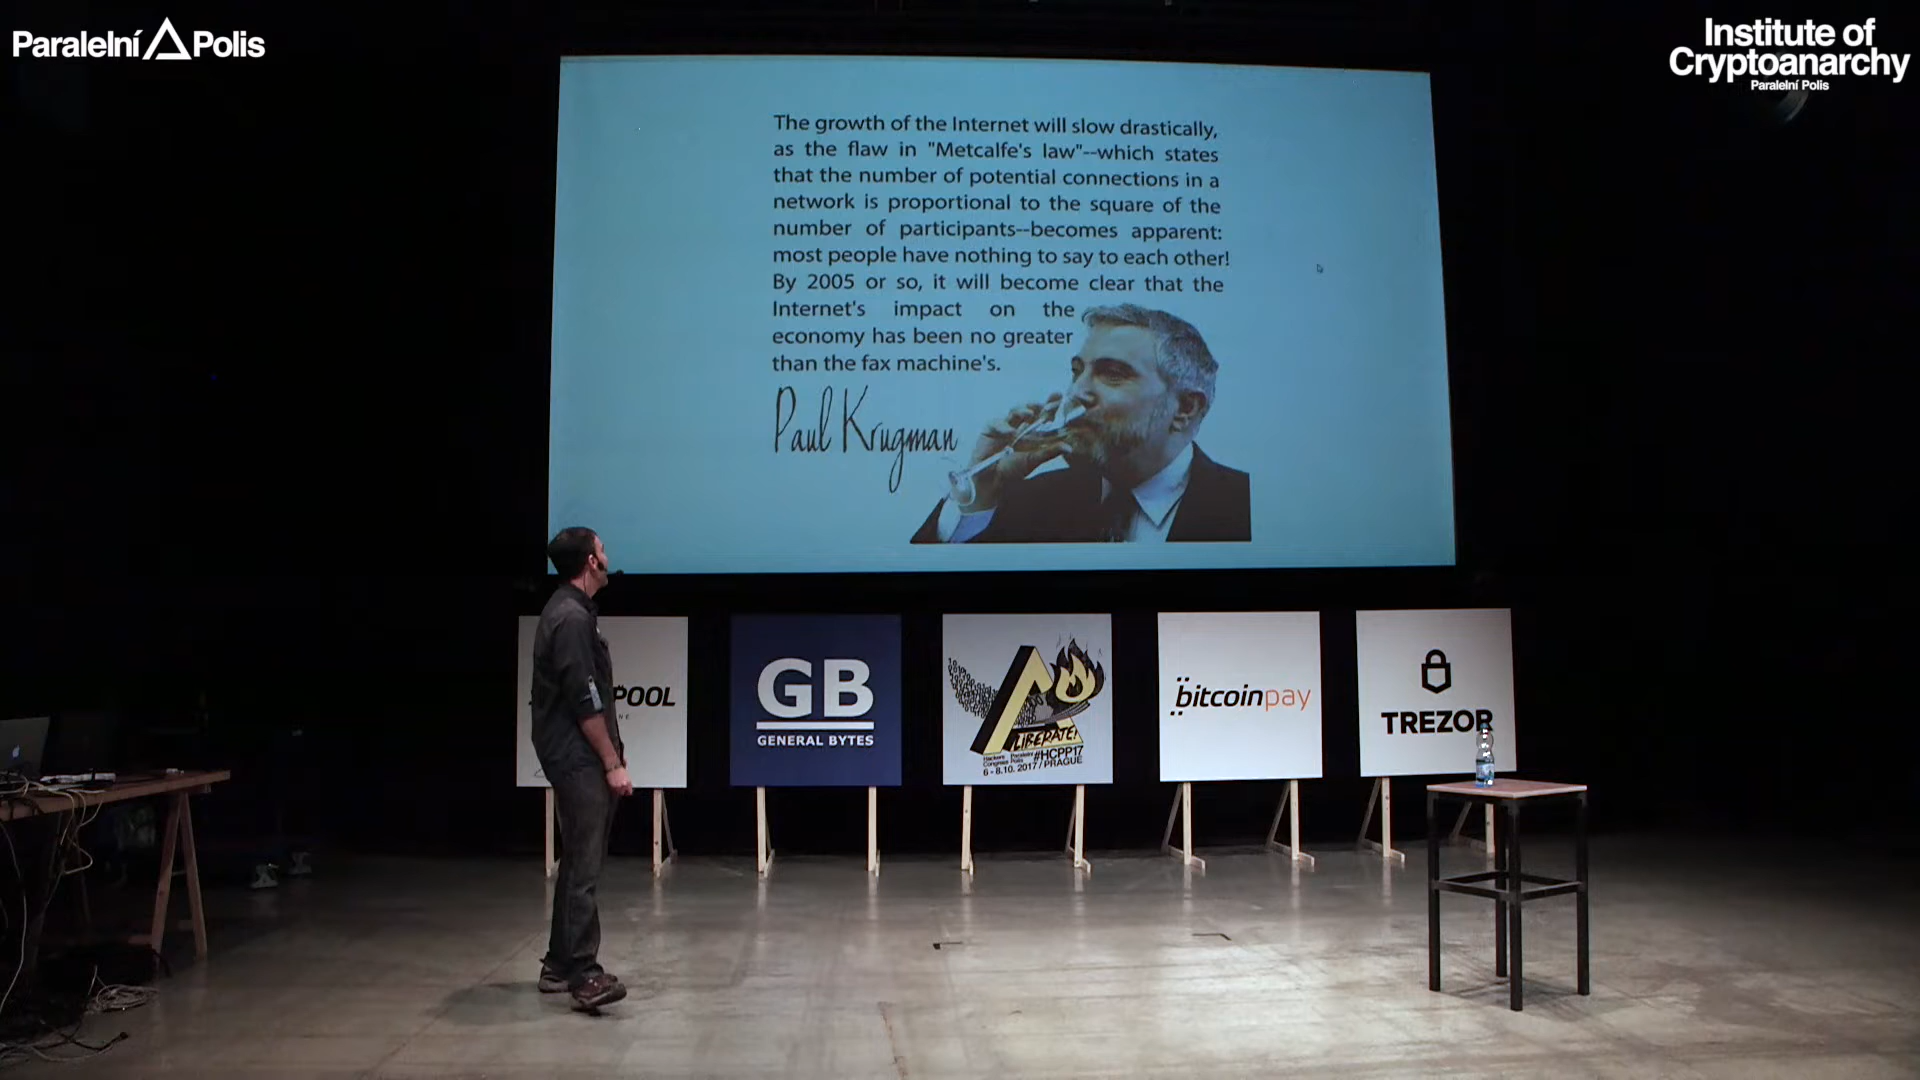 Paralelní Polis
Institute of
Cryptoanarchy
Paralelní Polis
The growth of the Internet will slow drastically,
as the flaw in "Metcalfe's law"--which states
that the number of potential connections in a
network is proportional to the square of the
number of participants--becomes apparent:
most people have nothing to say to each other!
By 2005 or so, it will become clear that the
Internet's impact on the
economy has been no greater
than the fax machine's.
Paul Krugman
POOL
GB
GENERAL BYTES
LIBERATE!
Hackers Congress Paralelní Polis #HCPP17
6 - 8.10. 2017 / PRAGUE
bitcoinpay
TREZOR